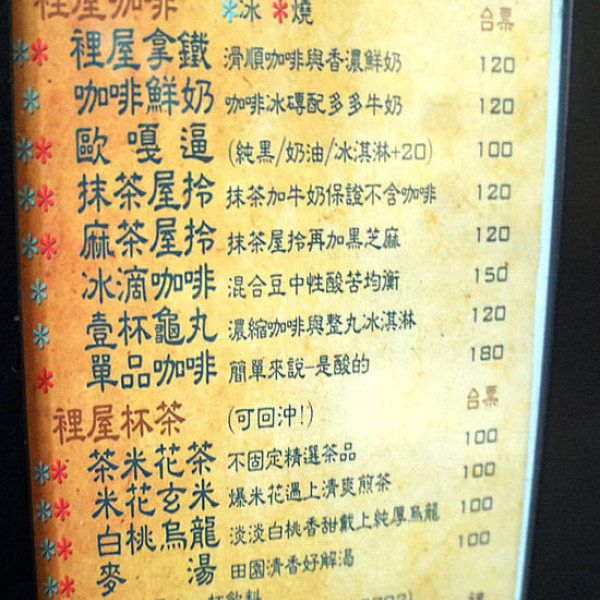 裡屋咖啡 *冰 *燒 台票
** 裡屋拿鐵 滑順咖啡與香濃鮮奶 120
* 咖啡鮮奶 咖啡冰磚配多多牛奶 120
** 歐嘎逼 (純黑/奶油/冰淇淋+20) 100
** 抹茶屋拎 抹茶加牛奶保證不含咖啡 120
** 麻茶屋拎 抹茶屋拎再加黑芝麻 120
* 冰滴咖啡 混合豆中性酸苦均衡 150
* 壹杯龜丸 濃縮咖啡與整丸冰淇淋 120
* 單品咖啡 簡單來說-是酸的 180
裡屋杯茶 (可回沖!) 台票
** 茶米花茶 不固定精選茶品 100
** 米花玄米 爆米花遇上清爽煎茶 100
** 白桃烏龍 淡淡白桃香甜戴上純厚烏龍 100
** 麥湯 田園清香好解渴 100